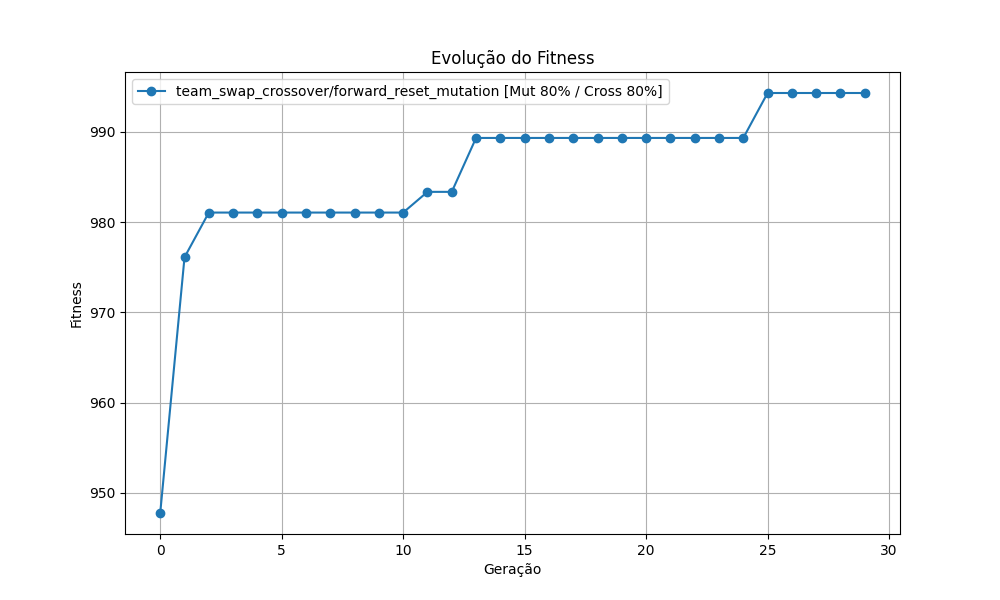 Evolução do Fitness
team_swap_crossover/forward_reset_mutation [Mut 80% / Cross 80%]
990
980
970
960
950
Fitness
0 5 10 15 20 25 30
Geração